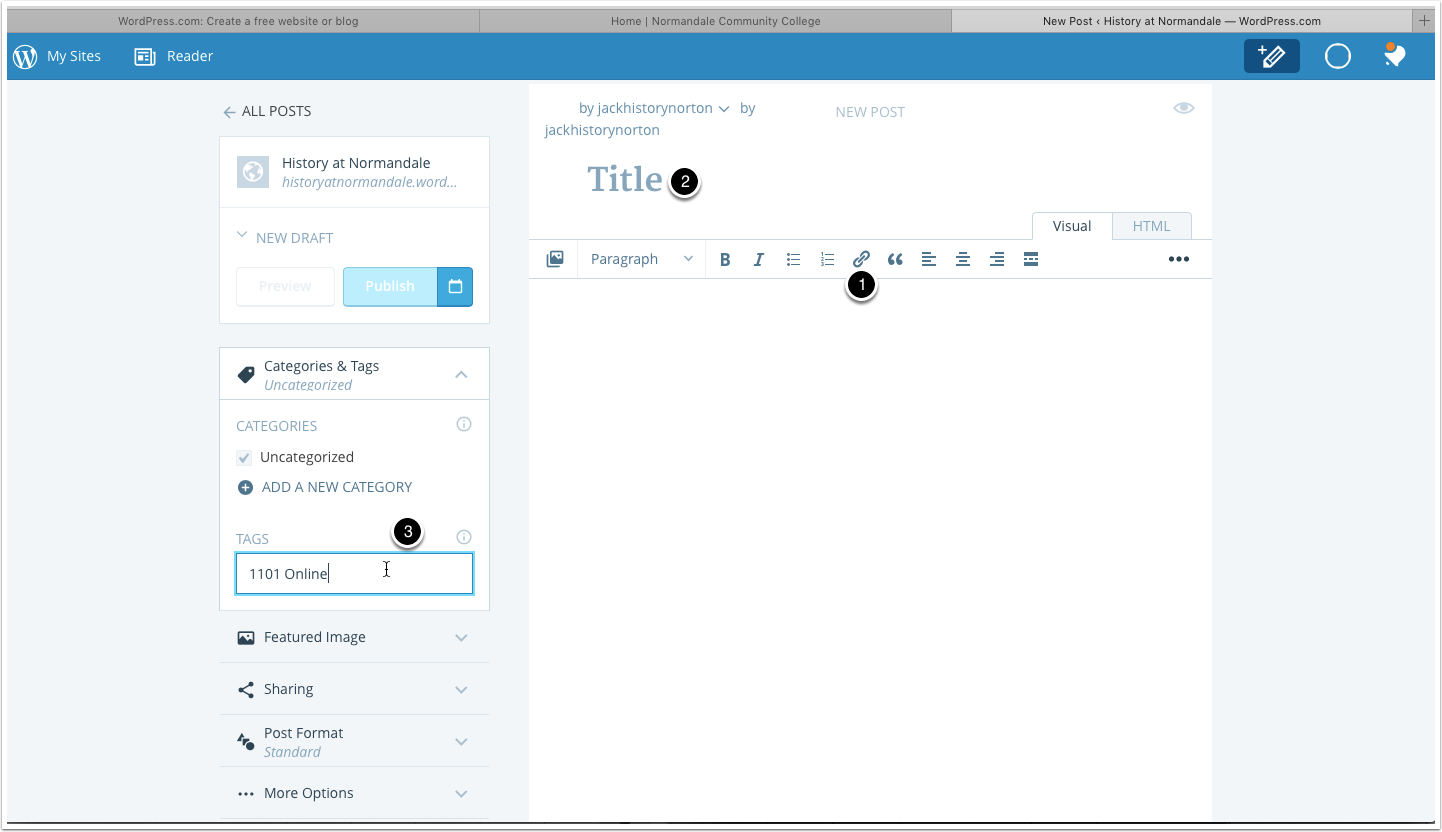 WordPress.com: Create a free website or blog
Home | Normandale Community College
New Post ‹ History at Normandale — WordPress.com
My Sites
Reader
ALL POSTS
History at Normandale
historyatnormandale.word...
NEW DRAFT
Preview
Publish
Categories & Tags
Uncategorized
CATEGORIES
Uncategorized
ADD A NEW CATEGORY
TAGS
3
1101 Online
Featured Image
Sharing
Post Format
Standard
More Options
by jackhistorynorton by
jackhistorynorton
NEW POST
Title 2
Visual
HTML
Paragraph
B I
1